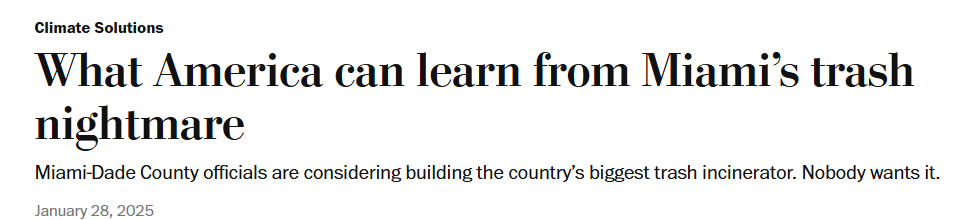 Climate Solutions
What America can learn from Miami’s trash
nightmare
Miami-Dade County officials are considering building the country’s biggest trash incinerator. Nobody wants it.
January 28, 2025